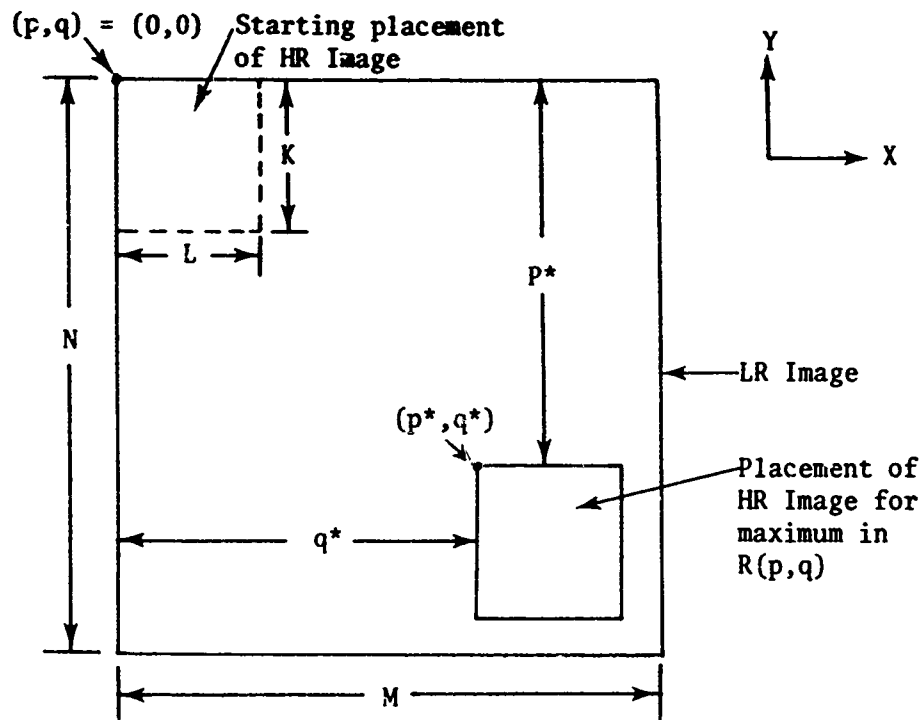 (p,q) = (0,0)
Starting placement
of HR Image
Y
X
K
L
P*
N
LR Image
(p*,q*)
Placement of
HR Image for
maximum in
R(p,q)
q*
M